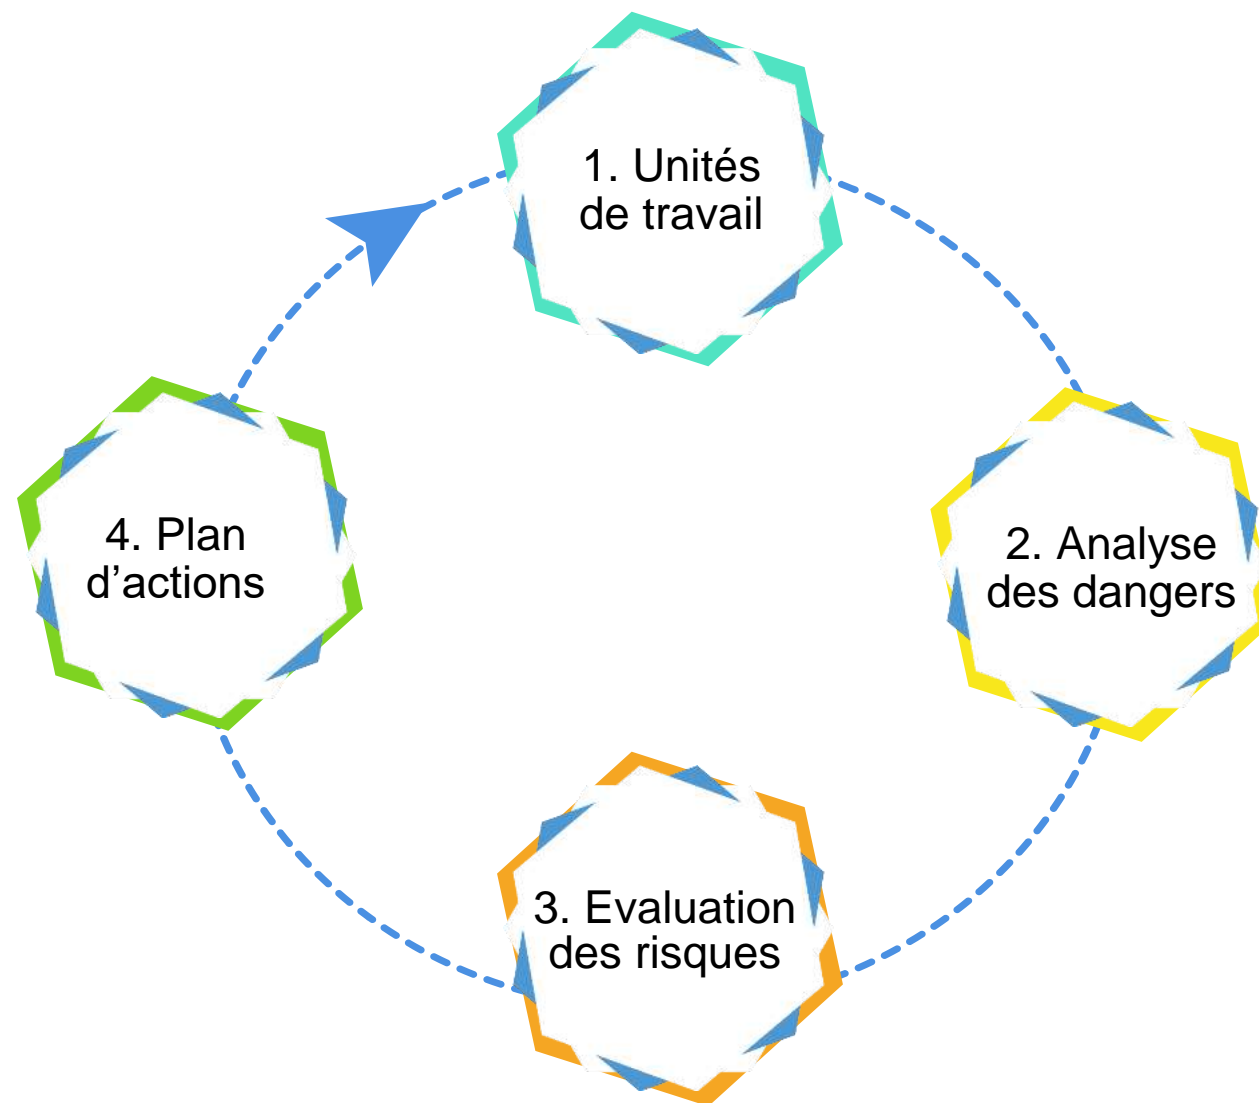 1. Unités
de travail
2. Analyse
des dangers
3. Evaluation
des risques
4. Plan
d’actions